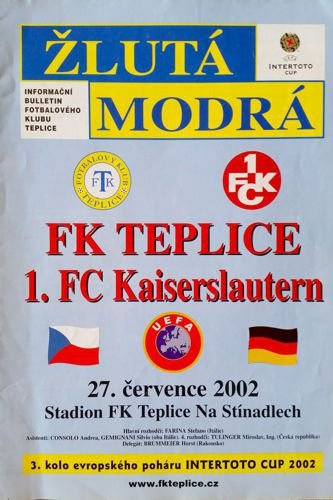 ŽLUTÁ
INTERTOTO
CUP
INFORMAČNÍ
BULLETIN
FOTBALOVÉHO
KLUBU
TEPLICE
MODRÁ
FOTBALOVÝ KLUB
FTK
TEPLICE
1.
FCK
FK TEPLICE
1. FC Kaiserslautern
UEFA
27. července 2002
Stadion FK Teplice Na Stínadlech
Hlavní rozhodčí: FARINA Stefano (Itálie)
Asistenti: CONSOLO Andrea, GEMIGNANI Silvio (oba Itálie). 4. rozhodčí: TULINGER Miroslav, Ing. (Česká republika)
Delegát: BRUMMEIER Horst (Rakousko)
3. kolo evropského poháru INTERTOTO CUP 2002
www.fkteplice.cz